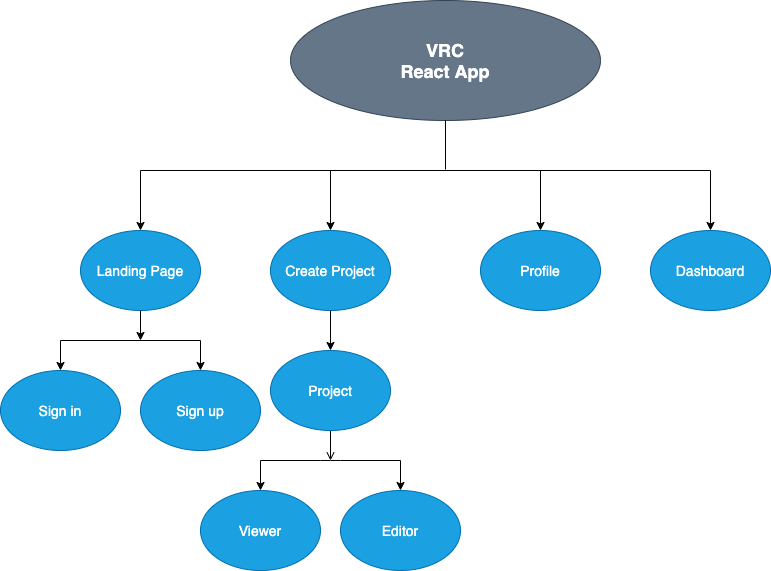 VRC
React App
Landing Page
Create Project
Profile
Dashboard
Sign in
Sign up
Project
Viewer
Editor